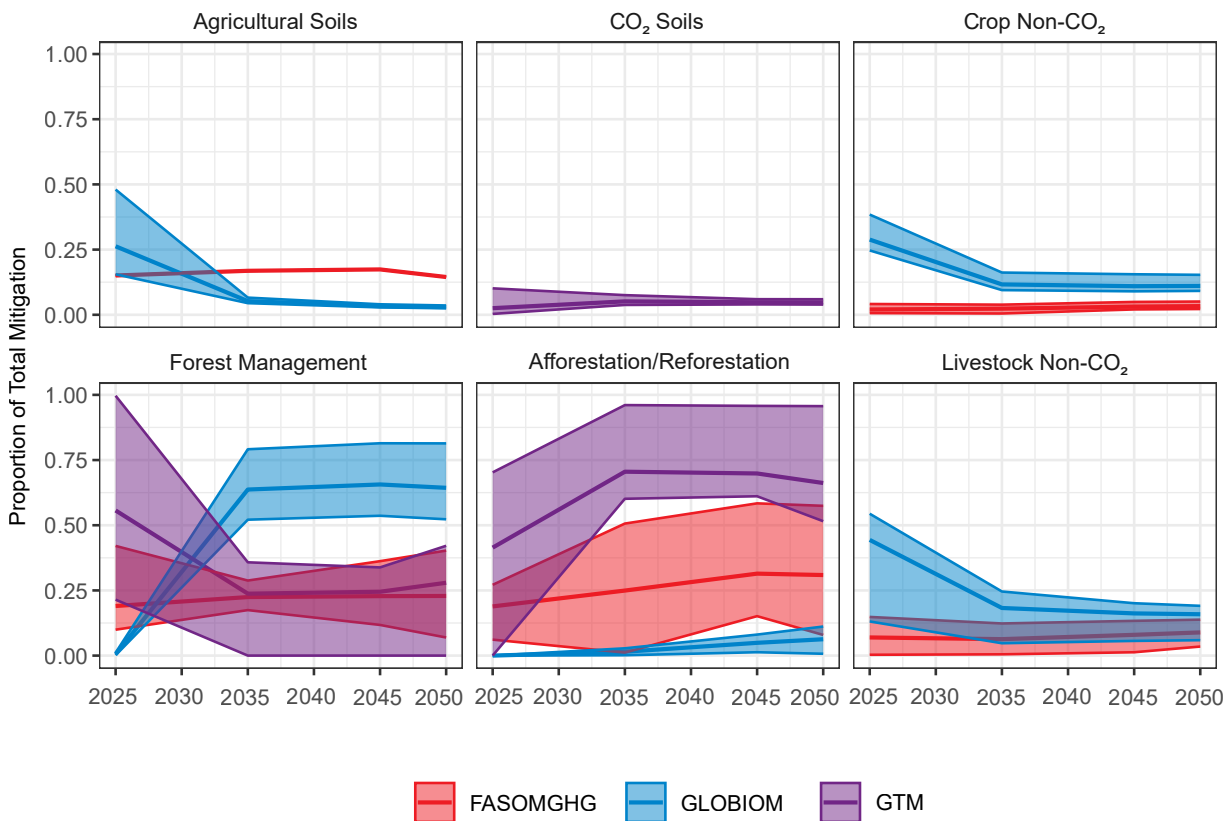 Agricultural Soils
CO₂ Soils
Crop Non-CO₂
Proportion of Total Mitigation
1.00
0.75
0.50
0.25
0.00
Forest Management
Afforestation/Reforestation
Livestock Non-CO₂
1.00
0.75
0.50
0.25
0.00
2025 2030 2035 2040 2045 2050
2025 2030 2035 2040 2045 2050
2025 2030 2035 2040 2045 2050
FASOMGHG
GLOBIOM
GTM